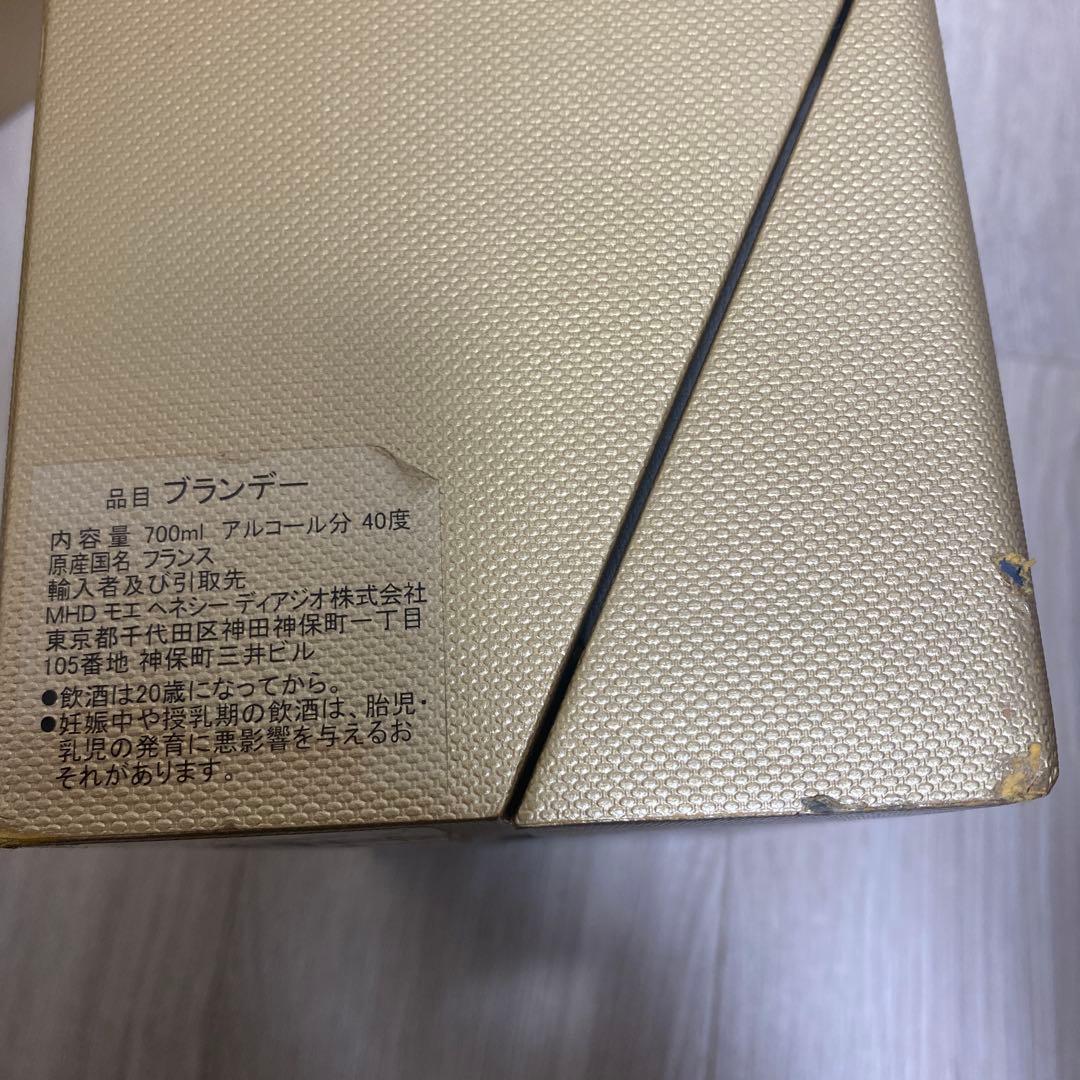 品目 ブランデー
内容量 700ml アルコール分 40度
原産国名 フランス
輸入者及び引取先
MHD モエ ヘネシー ディアジオ株式会社
東京都千代田区神田神保町一丁目
105番地 神保町三井ビル
●飲酒は20歳になってから。
●妊娠中や授乳期の飲酒は、胎児・
乳児の発育に悪影響を与えるお
それがあります。